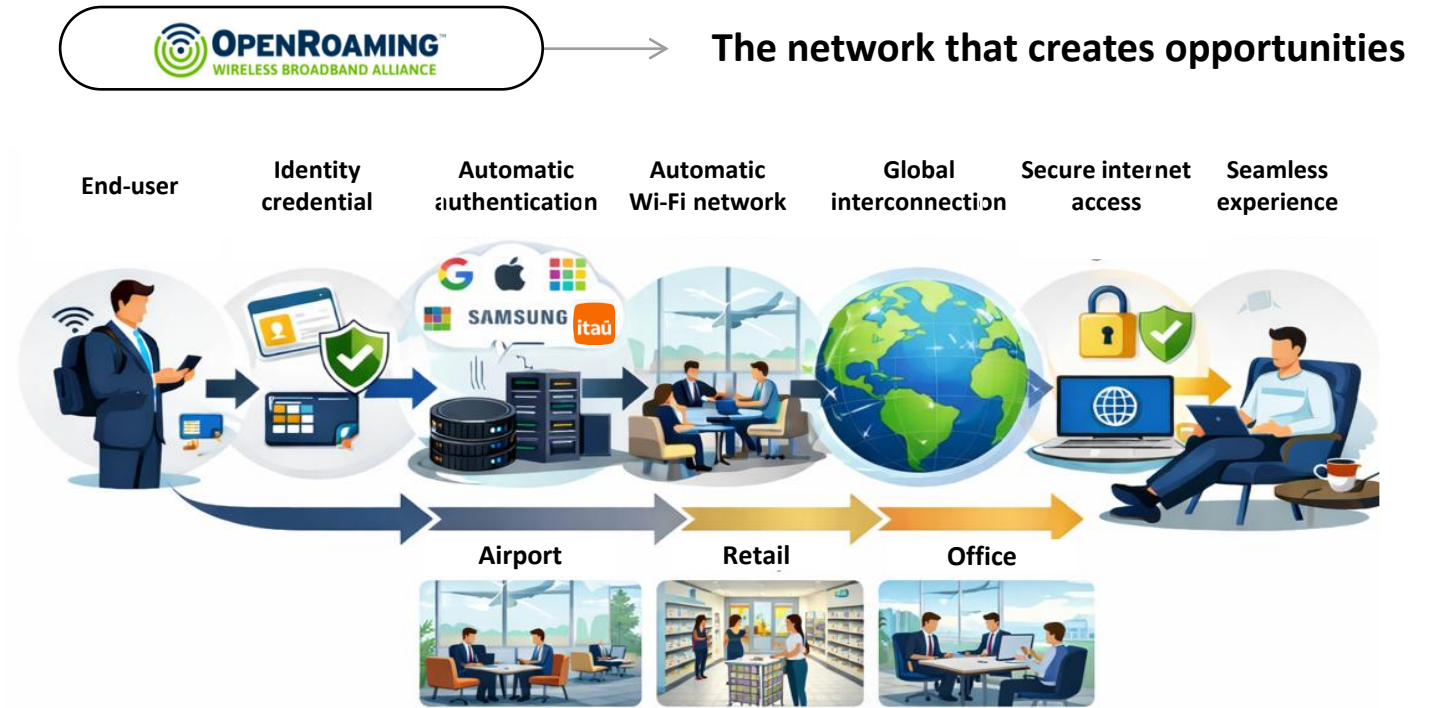 OPENROAMING™
WIRELESS BROADBAND ALLIANCE
The network that creates opportunities
End-user
Identity
credential
Automatic
authentication
Automatic
Wi-Fi network
Global
interconnection
Secure internet
access
Seamless
experience
G
SAMSUNG
itaú
Airport
Retail
Office